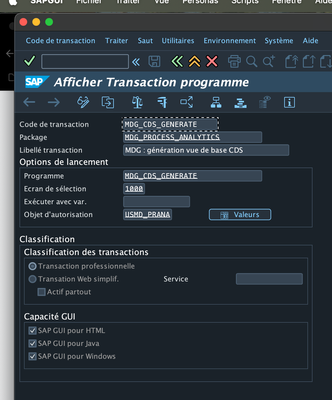 SAPGUI Fichier Traiter Vue Personas Scripts Fenêtre Aide
Code de transaction Traiter Saut Utilitaires Environnement Système Aide
SAP Afficher Transaction programme
Code de transaction MDG_CDS_GENERATE
Package MDG_PROCESS_ANALYTICS
Libellé transaction MDG : génération vue de base CDS
Options de lancement
Programme MDG_CDS_GENERATE
Ecran de sélection 1000
Exécuter avec var.
Objet d'autorisation USMD_PRANA Valeurs
Classification
Classification des transactions
Transaction professionelle
Transation Web simplif. Service
Actif partout
Capacité GUI
SAP GUI pour HTML
SAP GUI pour Java
SAP GUI pour Windows